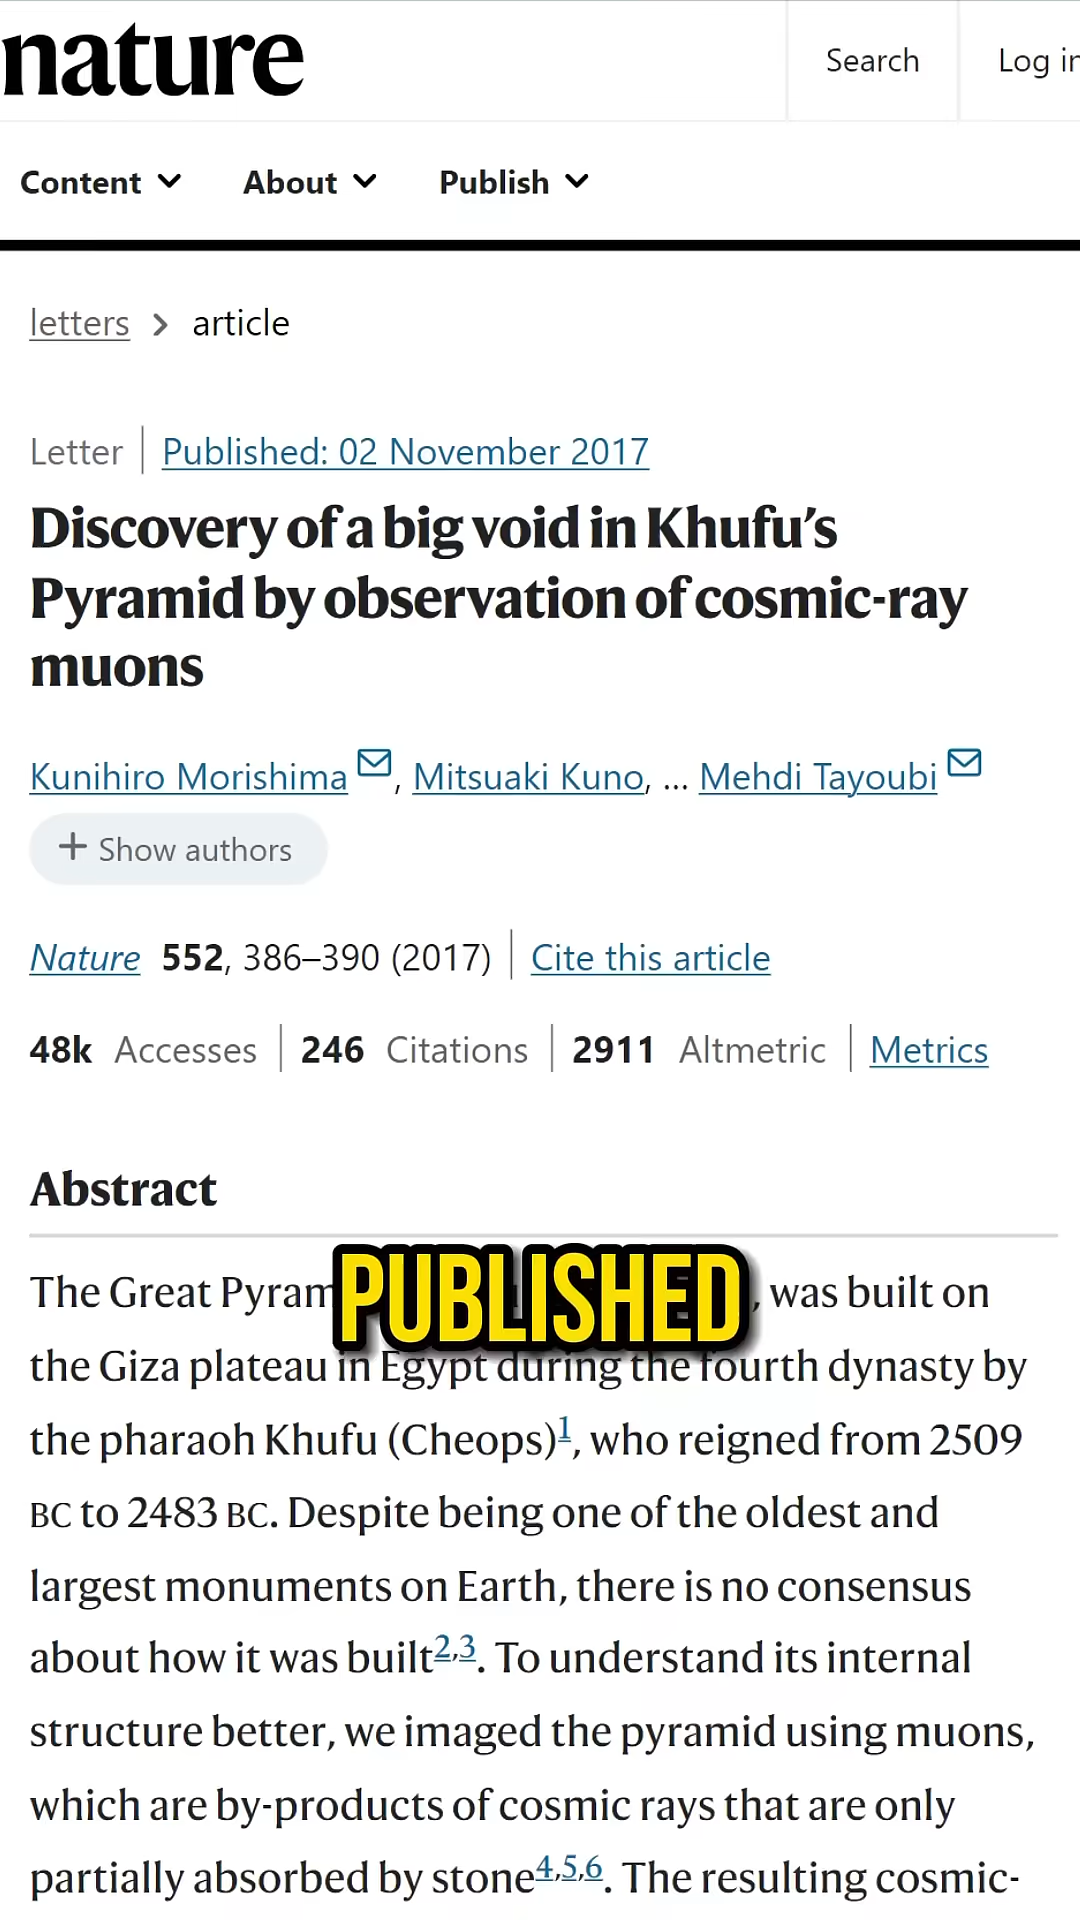 nature
Search
Log in
Content
About
Publish
letters > article
Letter | Published: 02 November 2017
Discovery of a big void in Khufu's
Pyramid by observation of cosmic-ray
muons
Kunihiro Morishima, Mitsuaki Kuno, ... Mehdi Tayoubi
+ Show authors
Nature 552, 386–390 (2017) | Cite this article
48k Accesses | 246 Citations | 2911 Altmetric | Metrics
Abstract
The Great , was built on
PUBLISHED
the Giza plateau in Egypt during the fourth dynasty by
the pharaoh Khufu (Cheops)1, who reigned from 2509
BC to 2483 BC. Despite being one of the oldest and
largest monuments on Earth, there is no consensus
about how it was built2,3. To understand its internal
structure better, we imaged the pyramid using muons,
which are by-products of cosmic rays that are only
partially absorbed by stone4,5,6. The resulting cosmic-